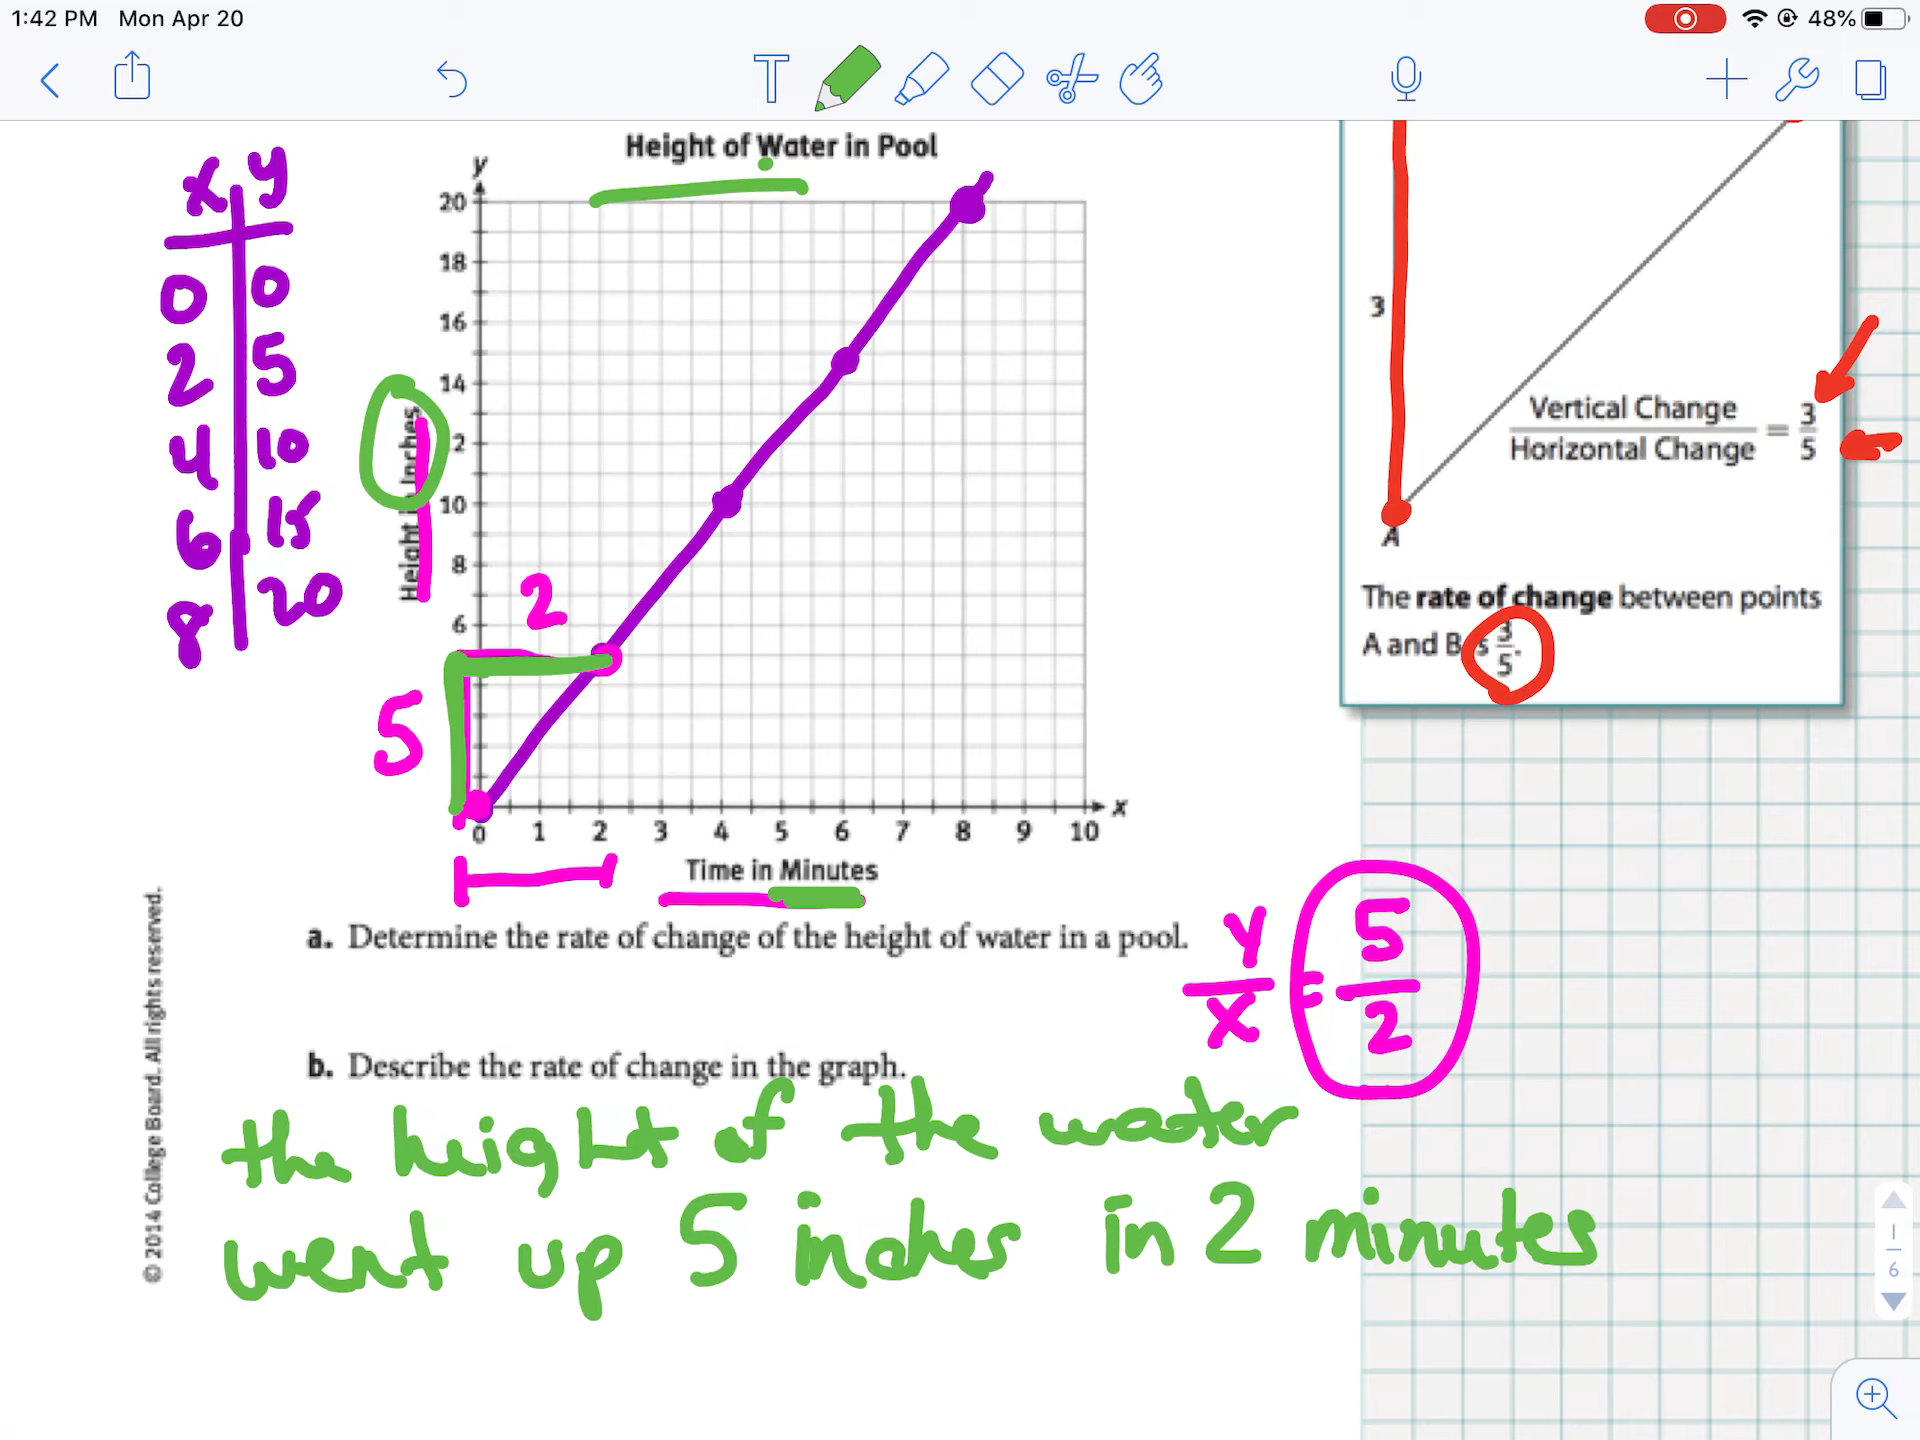 1:42 PM Mon Apr 20
48%
T
Height of Water in Pool
x y
0 0
2 5
4 10
6 15
8 20
y
20
18
16
14
2
10
8
6
Height i Inches
2
5
0 1 2 3 4 5 6 7 8 9 10
x
Time in Minutes
3
Vertical Change
Horizontal Change
=
3
5
A
The rate of change between points
A and B s 3/5.
a. Determine the rate of change of the height of water in a pool.
y/x = 5/2
b. Describe the rate of change in the graph.
the height of the water
went up 5 inches in 2 minutes
© 2014 College Board. All rights reserved.
1
6